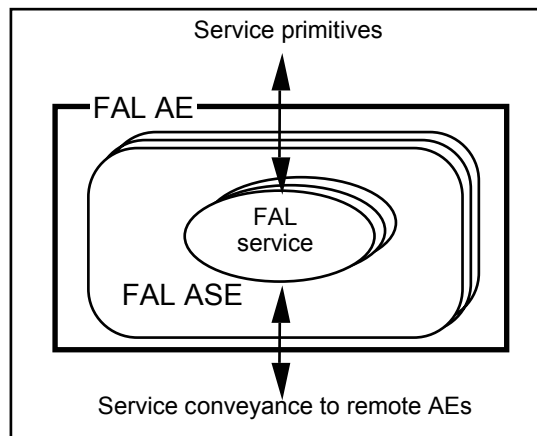 Service primitives
FAL AE
FAL
service
FAL ASE
Service conveyance to remote AEs